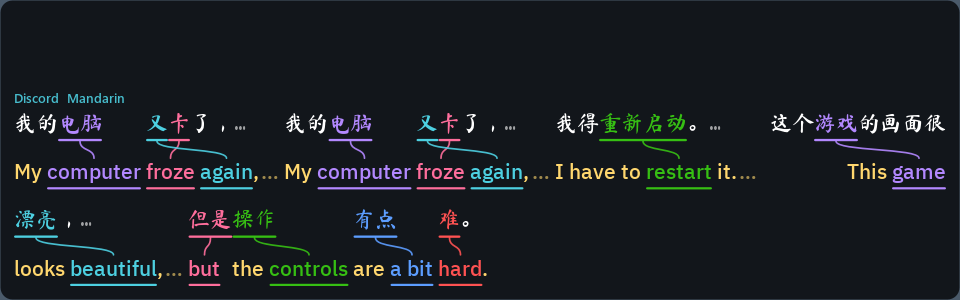 Discord Mandarin
我的电脑 又卡了，… 我的电脑 又卡了，… 我得重新启动。… 这个游戏的画面很
My computer froze again,… My computer froze again,… I have to restart it.… This game
漂亮，… 但是操作 有点 难。
looks beautiful,… but the controls are a bit hard.